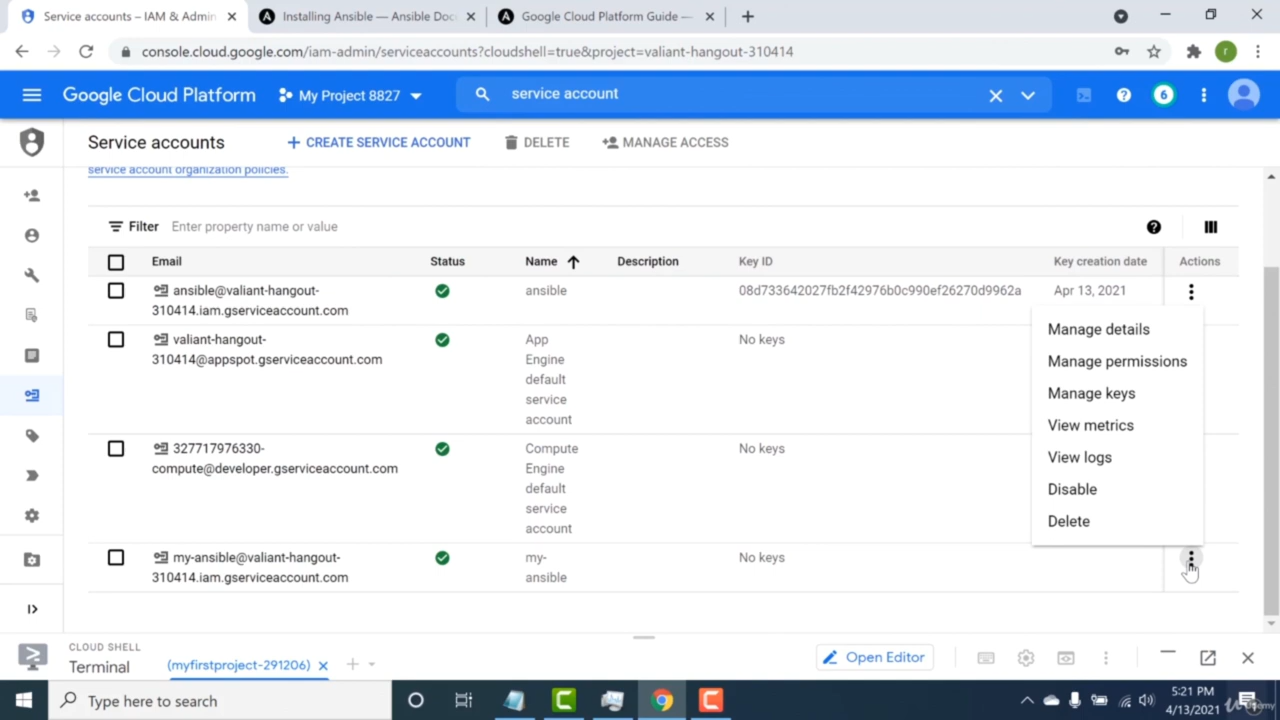 Service accounts – IAM & Admin
Installing Ansible — Ansible Doc
Google Cloud Platform Guide —
console.cloud.google.com/iam-admin/serviceaccounts?cloudshell=true&project=valiant-hangout-310414
r
Google Cloud Platform
My Project 8827
service account
6
Service accounts
CREATE SERVICE ACCOUNT
DELETE
MANAGE ACCESS
service account organization policies.
Filter
Enter property name or value
Email
Status
Name
Description
Key ID
Key creation date
Actions
ansible@valiant-hangout-
310414.iam.gserviceaccount.com
ansible
08d733642027fb2f42976b0c990ef26270d9962a
Apr 13, 2021
valiant-hangout-
310414@appspot.gserviceaccount.com
App
Engine
default
service
account
No keys
327717976330-
compute@developer.gserviceaccount.com
Compute
Engine
default
service
account
No keys
my-ansible@valiant-hangout-
310414.iam.gserviceaccount.com
my-
ansible
No keys
Manage details
Manage permissions
Manage keys
View metrics
View logs
Disable
Delete
CLOUD SHELL
Terminal
(myfirstproject-291206)
Open Editor
Type here to search
5:21 PM
4/13/2021
Udemy